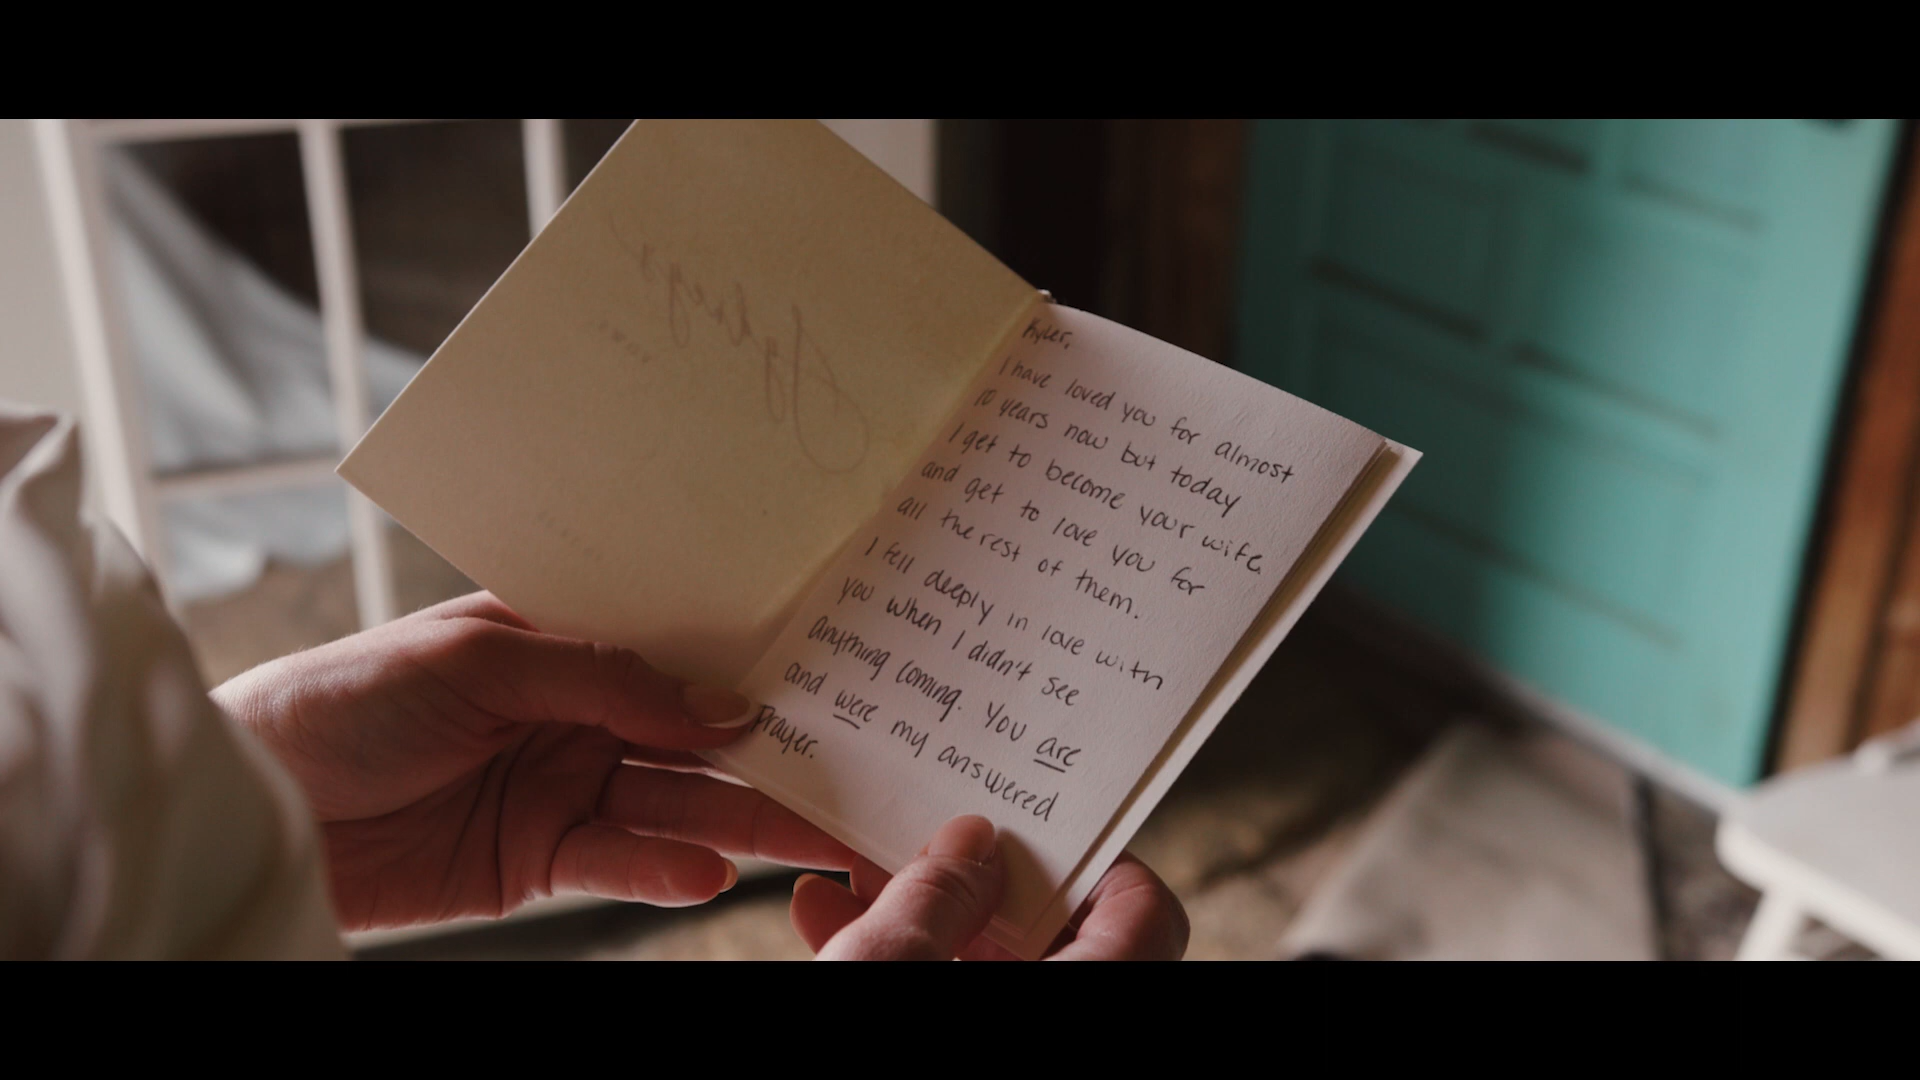 Kyler,
I have loved you for almost
10 years now but today
I get to become your wife
and get to love you for
all the rest of them.
I fell deeply in love with
you when I didn't see
anything coming. You are
and were my answered
prayer.